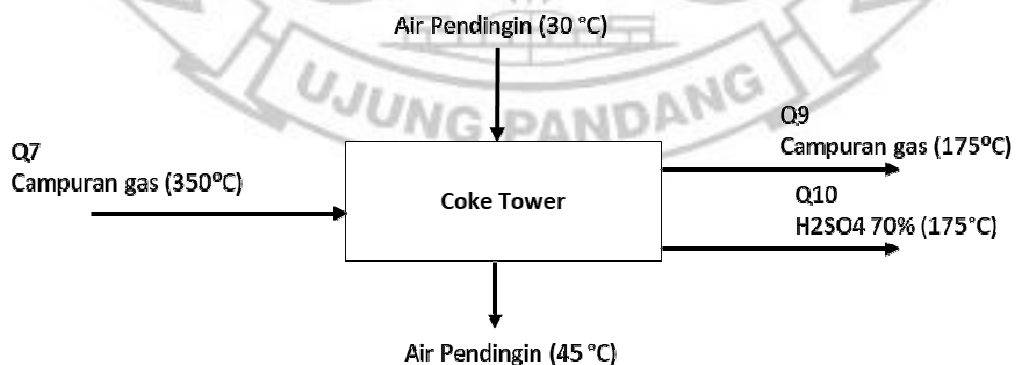 Air Pendingin (30 °C)
UJUNG PANDANG
Q7
Campuran gas (350°C)
Coke Tower
Q9
Campuran gas (175°C)
Q10
H2SO4 70% (175°C)
Air Pendingin (45 °C)